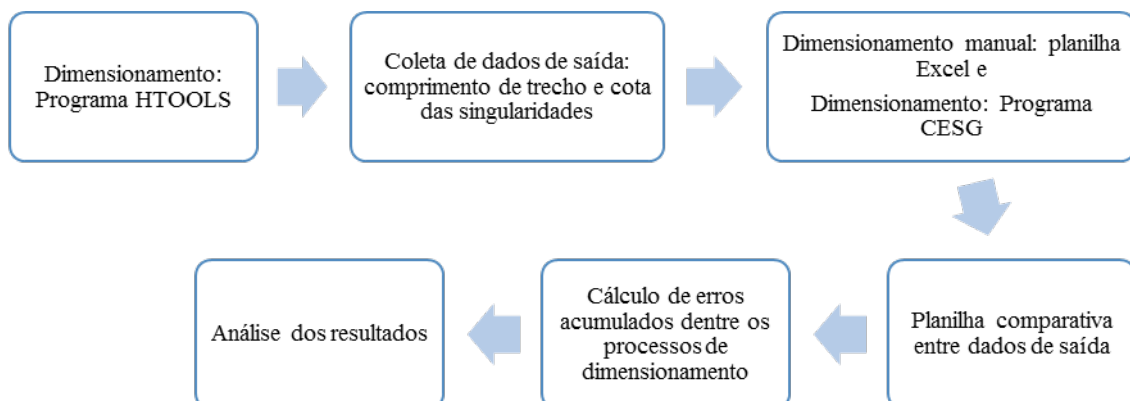 Dimensionamento:
Programa HTOOLS
Coleta de dados de saída:
comprimento de trecho e cota
das singularidades
Dimensionamento manual: planilha
Excel e
Dimensionamento: Programa
CESG
Planilha comparativa
entre dados de saída
Cálculo de erros
acumulados dentre os
processos de
dimensionamento
Análise dos resultados